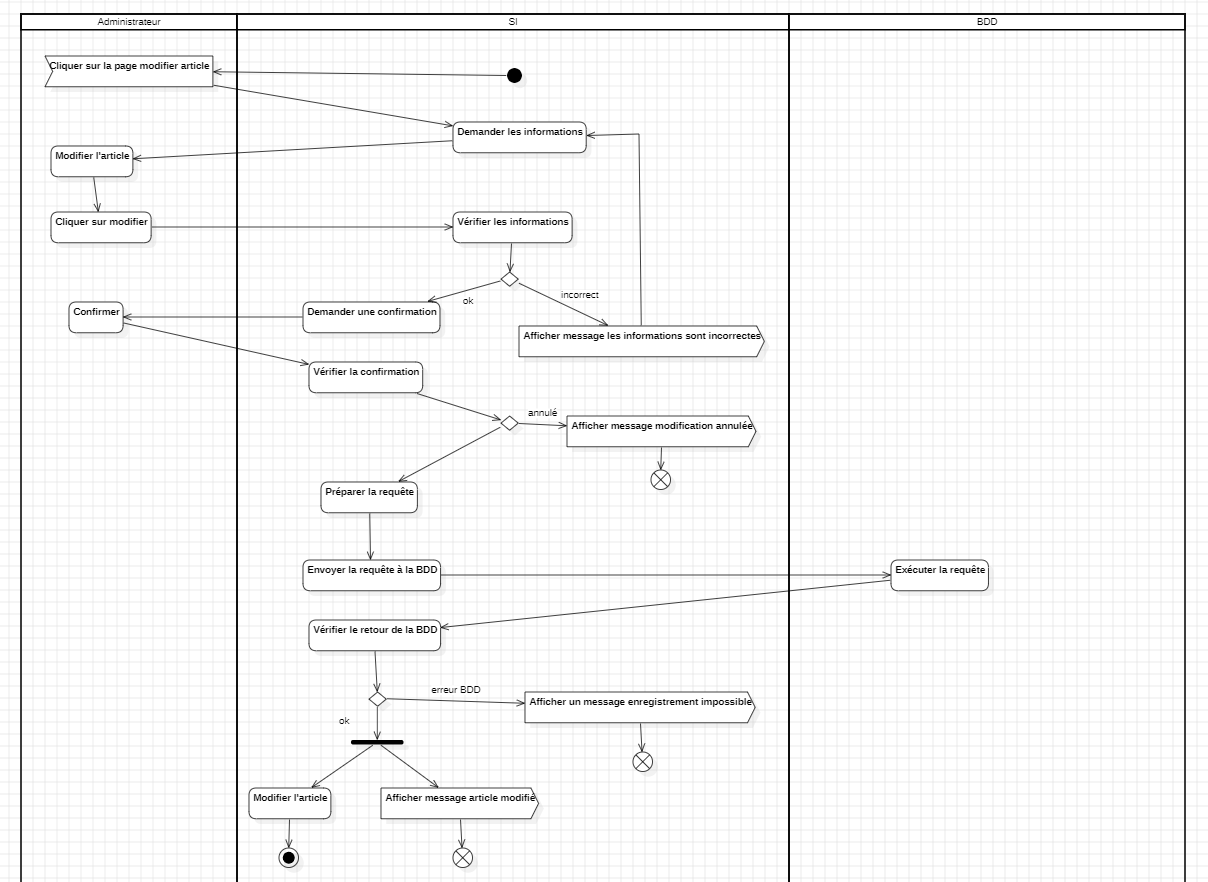 Administrateur
SI
BDD
Cliquer sur la page modifier article
Demander les informations
Modifier l'article
Cliquer sur modifier
Vérifier les informations
ok
incorrect
Confirmer
Demander une confirmation
Afficher message les informations sont incorrectes
Vérifier la confirmation
annulé
Afficher message modification annulée
Préparer la requête
Envoyer la requête à la BDD
Exécuter la requête
Vérifier le retour de la BDD
erreur BDD
Afficher un message enregistrement impossible
ok
Modifier l'article
Afficher message article modifié